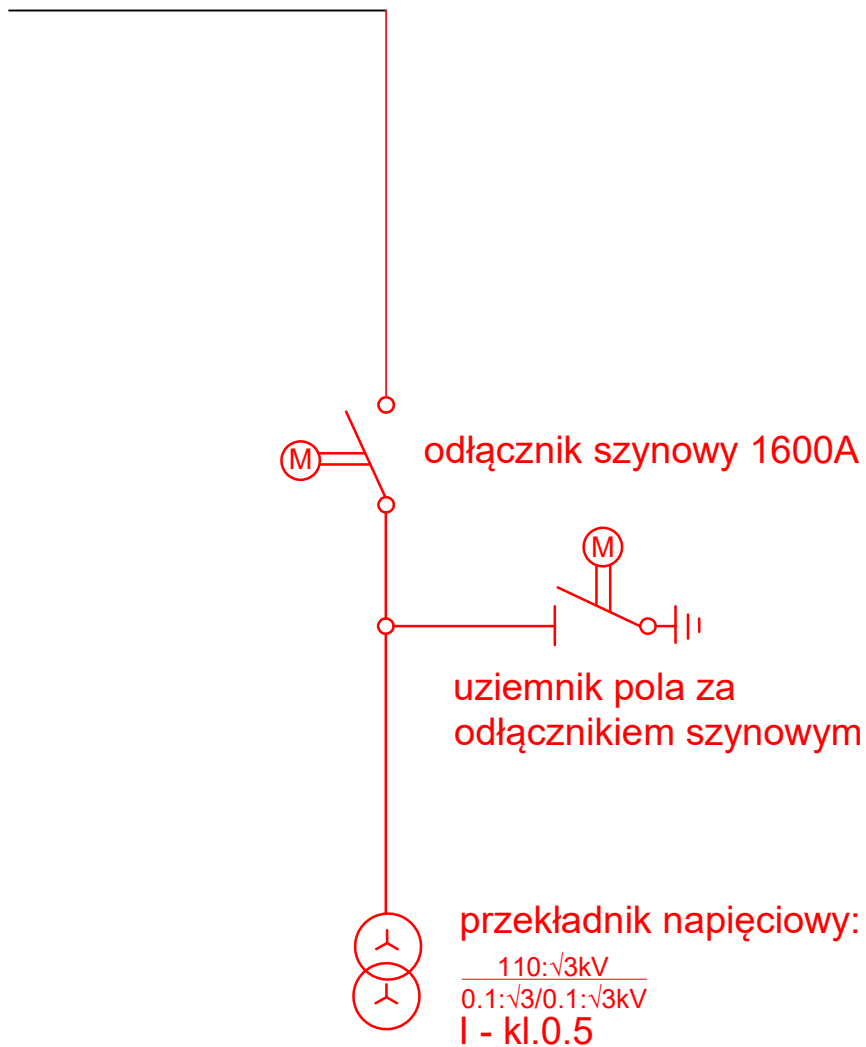 odłącznik szynowy 1600A
M
M
uziemnik pola za
odłącznikiem szynowym
przekładnik napięciowy:
110:√3kV
0.1:√3/0.1:√3kV
I - kl.0.5